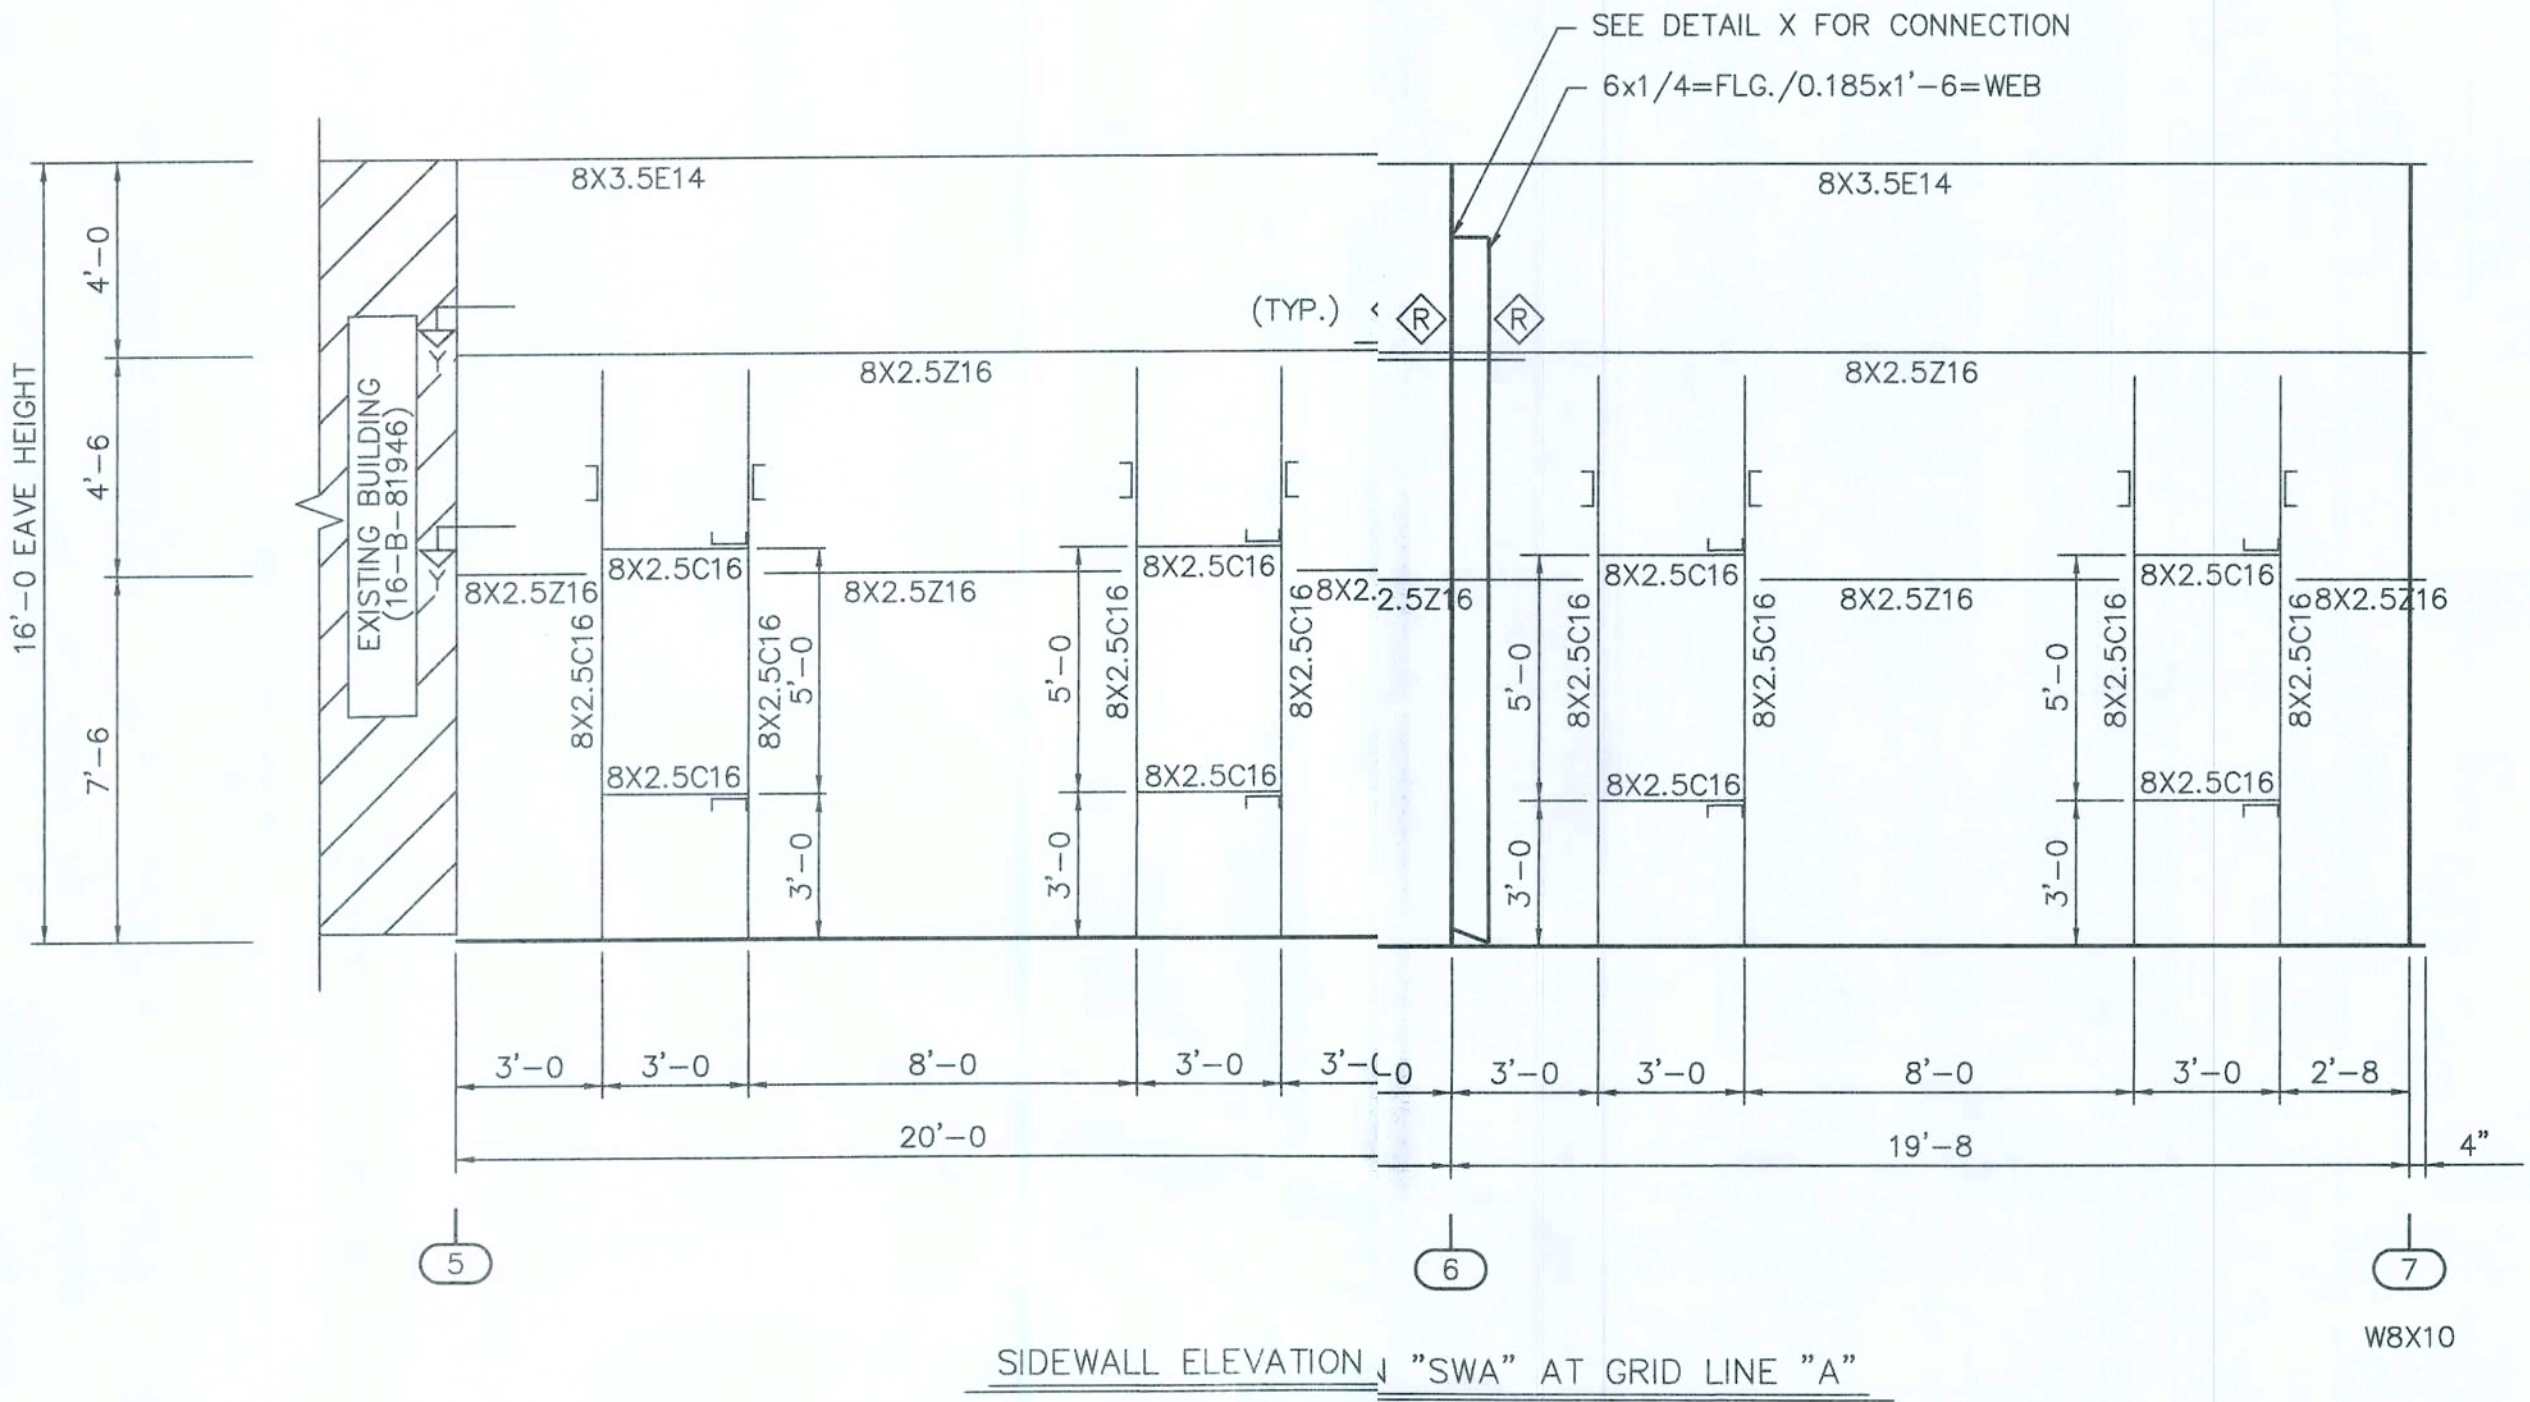 SEE DETAIL X FOR CONNECTION
6x1/4=FLG./0.185x1'-6=WEB
8X3.5E14
8X3.5E14
16'-0 EAVE HEIGHT
4'-0
4'-6
7'-6
EXISTING BUILDING
(16-B-81946)
Y
Y
(TYP.)
R
R
8X2.5Z16
8X2.5Z16
8X2.5Z16
8X2.5C16
8X2.5Z16
8X2.5C16
8X2.
2.5Z16
8X2.5C16
8X2.5Z16
8X2.5C16
8X2.5Z16
8X2.5C16
8X2.5C16
5'-0
5'-0
8X2.5C16
8X2.5C16
5'-0
8X2.5C16
8X2.5C16
5'-0
8X2.5C16
8X2.5C16
8X2.5C16
8X2.5C16
8X2.5C16
8X2.5C16
3'-0
3'-0
3'-0
3'-0
3'-0
3'-0
8'-0
3'-0
3'-0
-0
3'-0
3'-0
8'-0
3'-0
2'-8
20'-0
19'-8
4"
5
6
7
W8X10
SIDEWALL ELEVATION "SWA" AT GRID LINE "A"